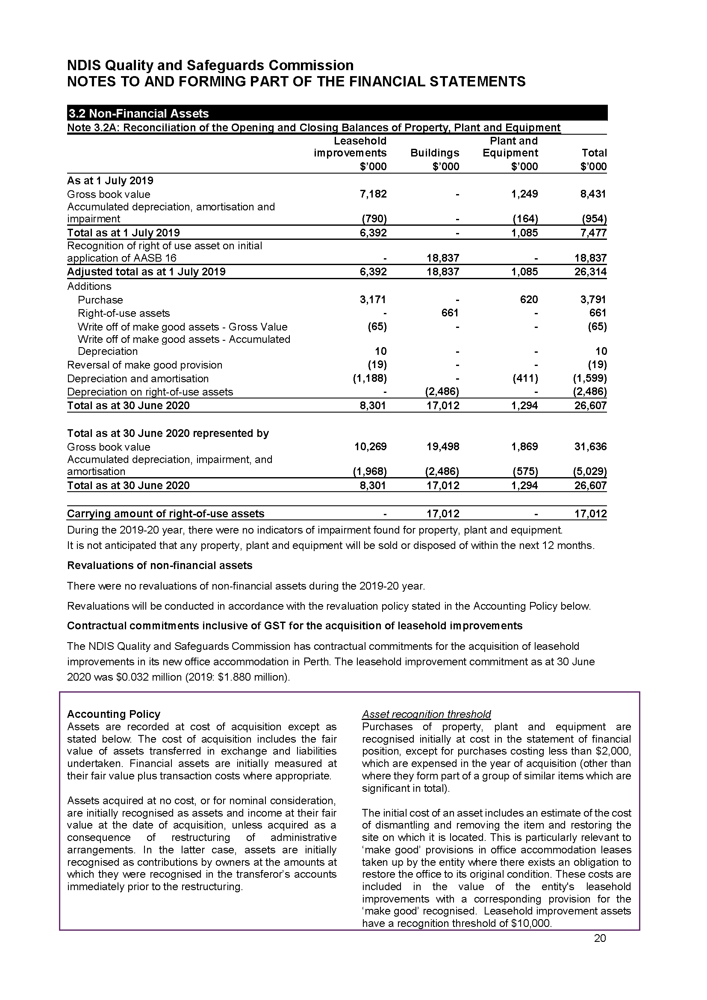 NDIS Quality and Safeguards Commission
NOTES TO AND FORMING PART OF THE FINANCIAL STATEMENTS
3.2 Non-Financial Assets
Note 3.2A: Reconciliation of the Opening and Closing Balances of Property, Plant and Equipment
Leasehold Plant and
improvements Buildings Equipment Total
$’000 $’000 $’000 $’000
As at 1 July 2019
Gross book value 7,182 - 1,249 8,431
Accumulated depreciation, amortisation and
impairment (790) - (164) (954)
Total as at 1 July 2019 6,392 - 1,085 7,477
Recognition of right of use asset on initial
application of AASB 16 - 18,837 - 18,837
Adjusted total as at 1 July 2019 6,392 18,837 1,085 26,314
Additions
Purchase 3,171 - 620 3,791
Right-of-use assets - 661 - 661
Write off of make good assets - Gross Value (65) - - (65)
Write off of make good assets - Accumulated
Depreciation 10 - - 10
Reversal of make good provision (19) - - (19)
Depreciation and amortisation (1,188) - (411) (1,599)
Depreciation on right-of-use assets - (2,486) - (2,486)
Total as at 30 June 2020 8,301 17,012 1,294 26,607
Total as at 30 June 2020 represented by
Gross book value 10,269 19,498 1,869 31,636
Accumulated depreciation, impairment, and
amortisation (1,968) (2,486) (575) (5,029)
Total as at 30 June 2020 8,301 17,012 1,294 26,607
Carrying amount of right-of-use assets - 17,012 - 17,012
During the 2019-20 year, there were no indicators of impairment found for property, plant and equipment.
It is not anticipated that any property, plant and equipment will be sold or disposed of within the next 12 months.
Revaluations of non-financial assets
There were no revaluations of non-financial assets during the 2019-20 year.
Revaluations will be conducted in accordance with the revaluation policy stated in the Accounting Policy below.
Contractual commitments inclusive of GST for the acquisition of leasehold improvements
The NDIS Quality and Safeguards Commission has contractual commitments for the acquisition of leasehold
improvements in its new office accommodation in Perth. The leasehold improvement commitment as at 30 June
2020 was $0.032 million (2019: $1.880 million).
Accounting Policy
Assets are recorded at cost of acquisition except as
stated below. The cost of acquisition includes the fair
value of assets transferred in exchange and liabilities
undertaken. Financial assets are initially measured at
their fair value plus transaction costs where appropriate.
Assets acquired at no cost, or for nominal consideration,
are initially recognised as assets and income at their fair
value at the date of acquisition, unless acquired as a
consequence of restructuring of administrative
arrangements. In the latter case, assets are initially
recognised as contributions by owners at the amounts at
which they were recognised in the transferor’s accounts
immediately prior to the restructuring.
Asset recognition threshold
Purchases of property, plant and equipment are
recognised initially at cost in the statement of financial
position, except for purchases costing less than $2,000,
which are expensed in the year of acquisition (other than
where they form part of a group of similar items which are
significant in total).
The initial cost of an asset includes an estimate of the cost
of dismantling and removing the item and restoring the
site on which it is located. This is particularly relevant to
‘make good’ provisions in office accommodation leases
taken up by the entity where there exists an obligation to
restore the office to its original condition. These costs are
included in the value of the entity's leasehold
improvements with a corresponding provision for the
‘make good’ recognised. Leasehold improvement assets
have a recognition threshold of $10,000.
20